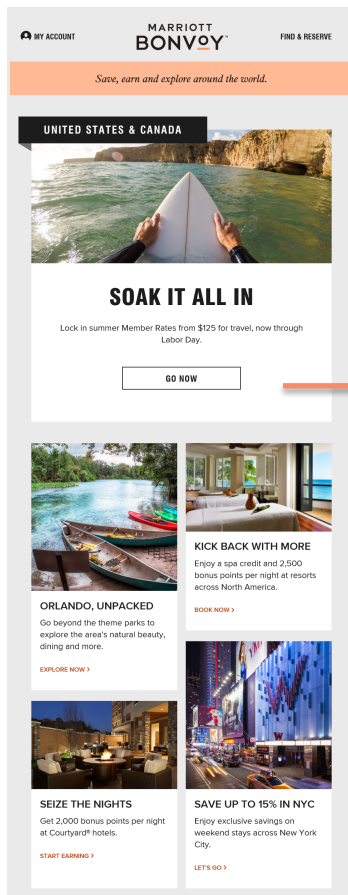 MY ACCOUNT
MARRIOTT
BONVOY™
FIND & RESERVE
Save, earn and explore around the world.
UNITED STATES & CANADA
SOAK IT ALL IN
Lock in summer Member Rates from $125 for travel, now through
Labor Day.
GO NOW
ORLANDO, UNPACKED
Go beyond the theme parks to
explore the area's natural beauty,
dining and more.
EXPLORE NOW >
KICK BACK WITH MORE
Enjoy a spa credit and 2,500
bonus points per night at resorts
across North America.
BOOK NOW >
SEIZE THE NIGHTS
Get 2,000 bonus points per night
at Courtyard® hotels.
START EARNING >
SAVE UP TO 15% IN NYC
Enjoy exclusive savings on
weekend stays across New York
City.
LET'S GO >